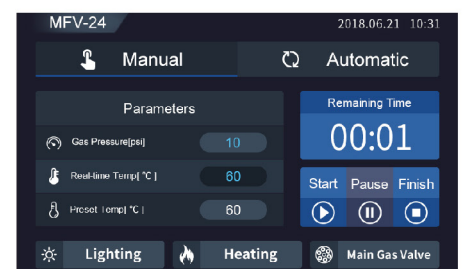 MFV-24
2018.06.21 10:31
Manual
Automatic
Parameters
Gas Pressure[psi]
10
Real-time Temp[ °C ]
60
Preset Temp[ °C ]
60
Remaining Time
00:01
Start Pause Finish
Lighting
Heating
Main Gas Valve